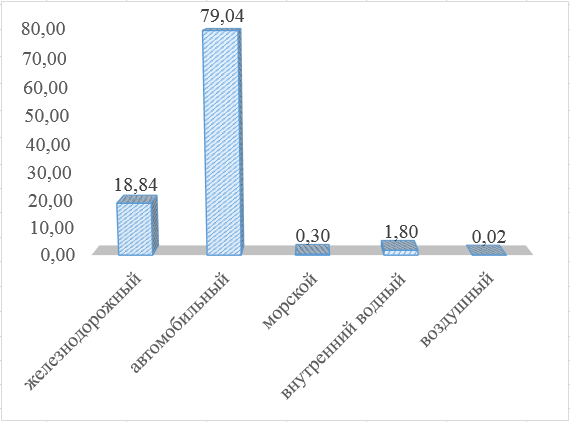 80,00
70,00
60,00
50,00
40,00
30,00
20,00
10,00
0,00
18,84
79,04
0,30
1,80
0,02
железнодорожный
автомобильный
морской
внутренний водный
воздушный